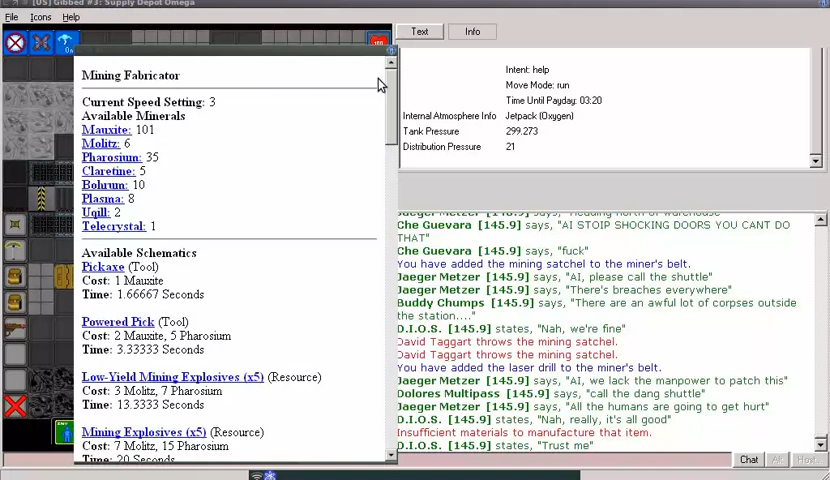 [US] Gibbed #3: Supply Depot Omega
File Icons Help
Text Info
Mining Fabricator
Current Speed Setting: 3
Available Minerals
Mauxite: 101
Molitz: 6
Pharosium: 35
Claretine: 5
Bohrum: 10
Plasma: 8
Uqill: 2
Telecrystal: 1
Available Schematics
Pickaxe (Tool)
Cost: 1 Mauxite
Time: 1.66667 Seconds
Powered Pick (Tool)
Cost: 2 Mauxite, 5 Pharosium
Time: 3.33333 Seconds
Low-Yield Mining Explosives (x5) (Resource)
Cost: 3 Molitz, 7 Pharosium
Time: 13.3333 Seconds
Mining Explosives (x5) (Resource)
Cost: 7 Molitz, 15 Pharosium
Time: 20 Seconds
Intent: help
Move Mode: run
Time Until Payday: 03:20
Internal Atmosphere Info Jetpack (Oxygen)
Tank Pressure 299.273
Distribution Pressure 21
Jaeger Metzer [145.9] says, "Heading north of warehouse"
Che Guevara [145.9] says, "AI STOIP SHOCKING DOORS YOU CANT DO
THAT"
Che Guevara [145.9] says, "fuck"
You have added the mining satchel to the miner's belt.
Jaeger Metzer [145.9] says, "AI, please call the shuttle"
Jaeger Metzer [145.9] says, "There's breaches everywhere"
Buddy Chumps [145.9] says, "There are an awful lot of corpses outside
the station...."
D.I.O.S. [145.9] states, "Nah, we're fine"
David Taggart throws the mining satchel.
David Taggart throws the mining satchel.
You have added the laser drill to the miner's belt.
Jaeger Metzer [145.9] says, "AI, we lack the manpower to patch this"
Dolores Multipass [145.9] says, "call the dang shuttle"
Jaeger Metzer [145.9] says, "All the humans are going to get hurt"
D.I.O.S. [145.9] states, "Nah, really, it's all good"
Insufficient materials to manufacture that item.
D.I.O.S. [145.9] states, "Trust me"
Chat